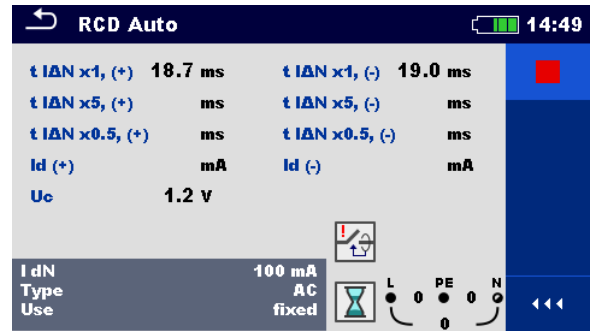 RCD Auto 14:49
t IΔN x1, (+) 18.7 ms t IΔN x1, (-) 19.0 ms
t IΔN x5, (+) ms t IΔN x5, (-) ms
t IΔN x0.5, (+) ms t IΔN x0.5, (-) ms
Id (+) mA Id (-) mA
Uc 1.2 V
!
I dN 100 mA
Type AC
Use fixed
L PE N
0 0
0